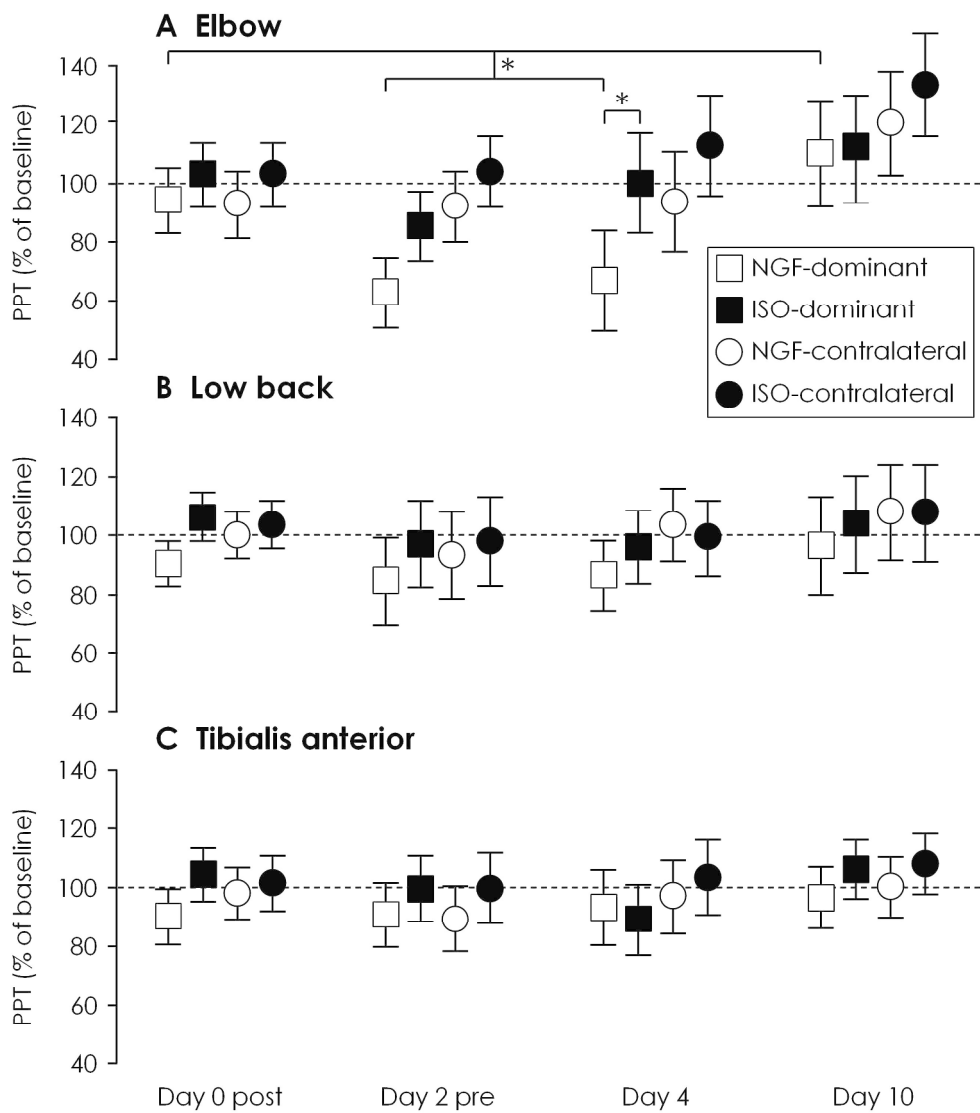 A Elbow
PPT (% of baseline)
140
120
100
80
60
40
*
*
NGF-dominant
ISO-dominant
NGF-contralateral
ISO-contralateral
B Low back
PPT (% of baseline)
140
120
100
80
60
40
C Tibialis anterior
PPT (% of baseline)
140
120
100
80
60
40
Day 0 post
Day 2 pre
Day 4
Day 10